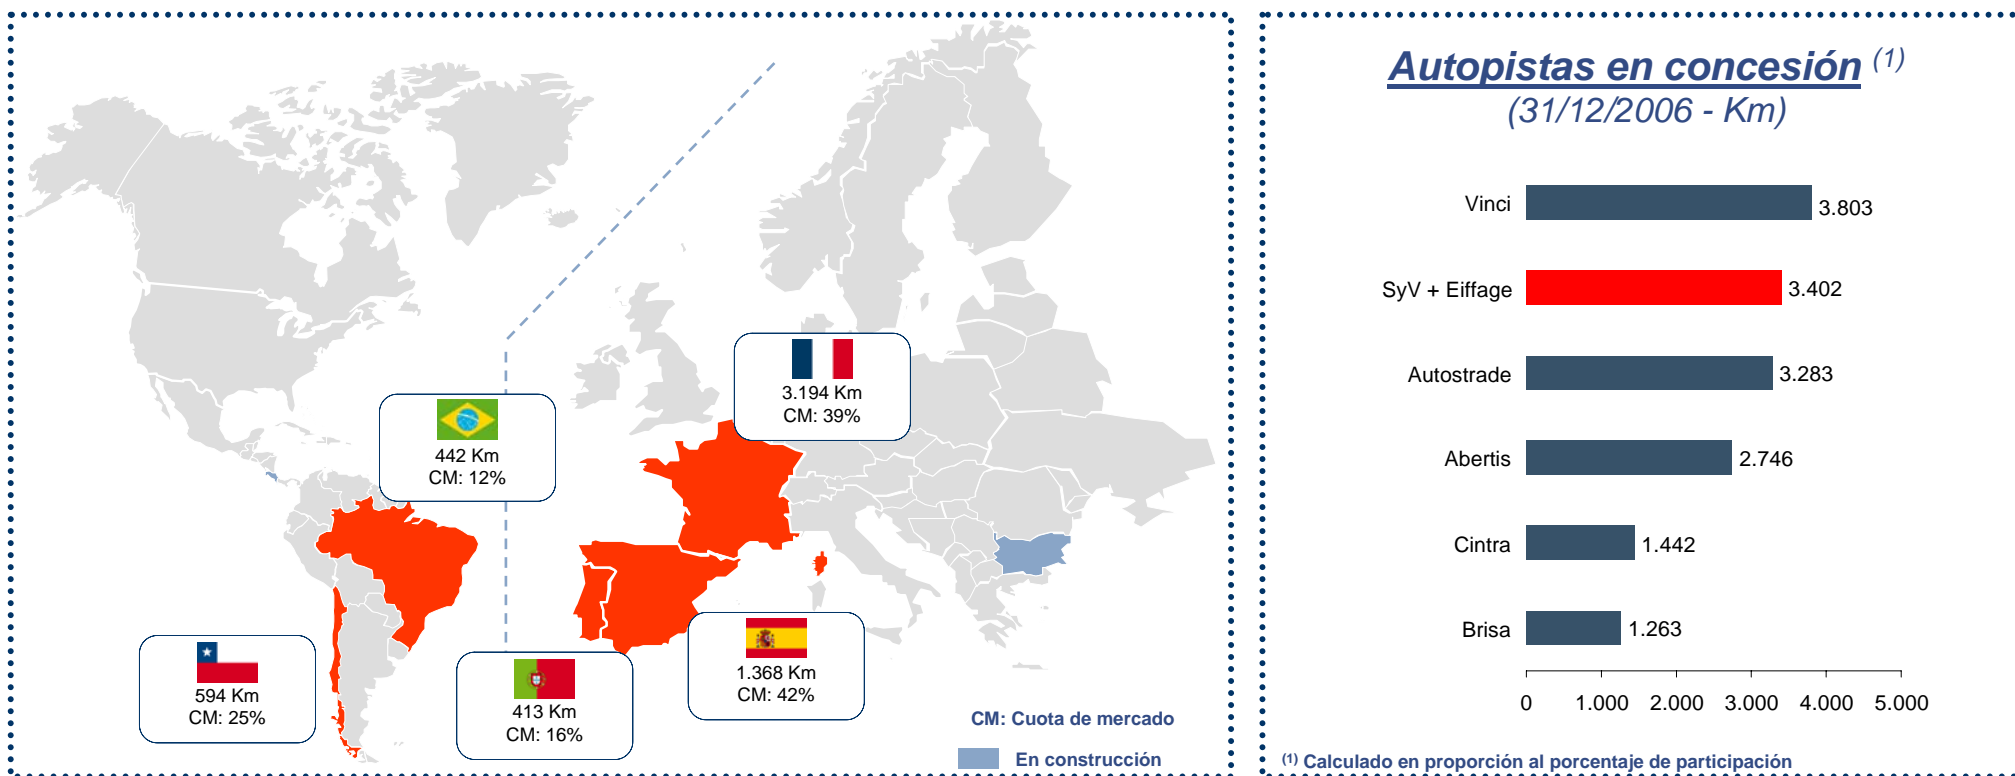 3.194 Km
CM: 39%
442 Km
CM: 12%
594 Km
CM: 25%
413 Km
CM: 16%
1.368 Km
CM: 42%
CM: Cuota de mercado
En construcción
Autopistas en concesión (1)
(31/12/2006 - Km)
Vinci 3.803
SyV + Eiffage 3.402
Autostrade 3.283
Abertis 2.746
Cintra 1.442
Brisa 1.263
0 1.000 2.000 3.000 4.000 5.000
(1) Calculado en proporción al porcentaje de participación